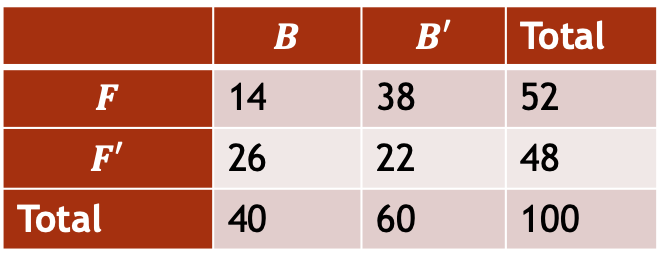 B B′ Total
F 14 38 52
F′ 26 22 48
Total 40 60 100